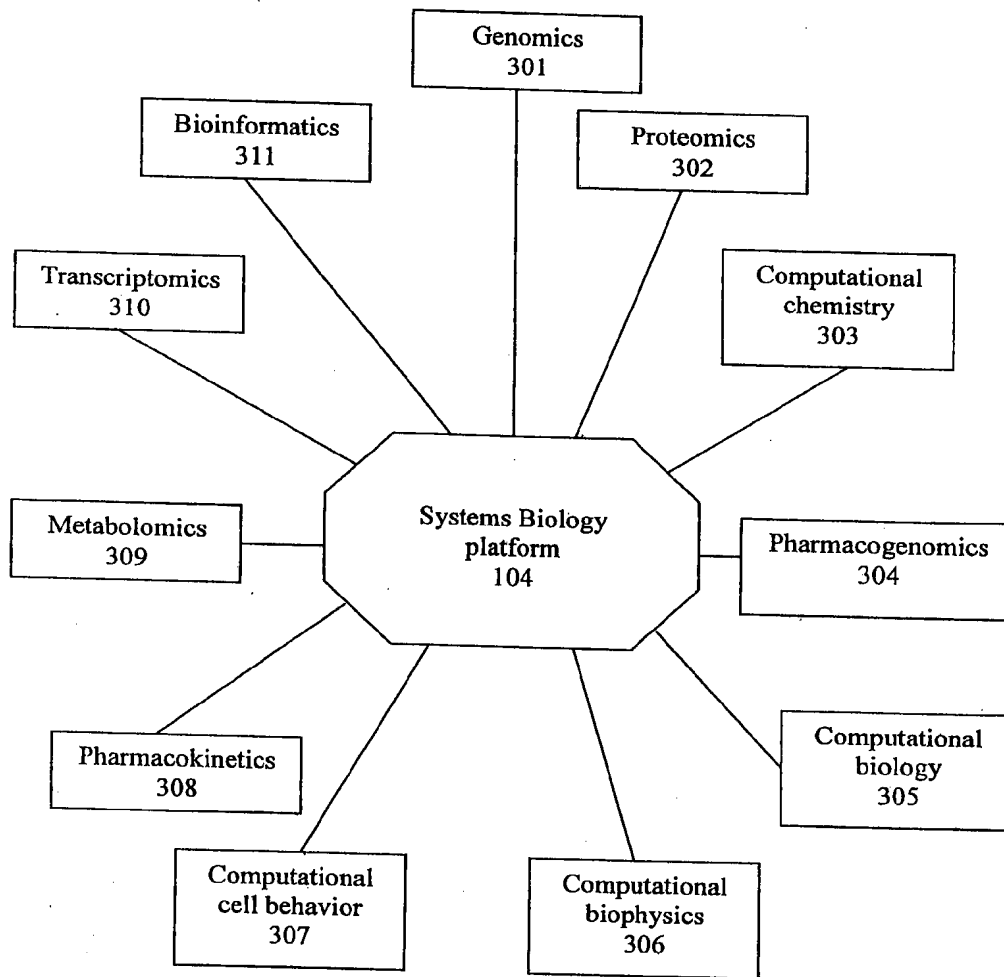 Genomics
301
Proteomics
302
Computational
chemistry
303
Pharmacogenomics
304
Computational
biology
305
Computational
biophysics
306
Computational
cell behavior
307
Pharmacokinetics
308
Metabolomics
309
Transcriptomics
310
Bioinformatics
311
Systems Biology
platform
104